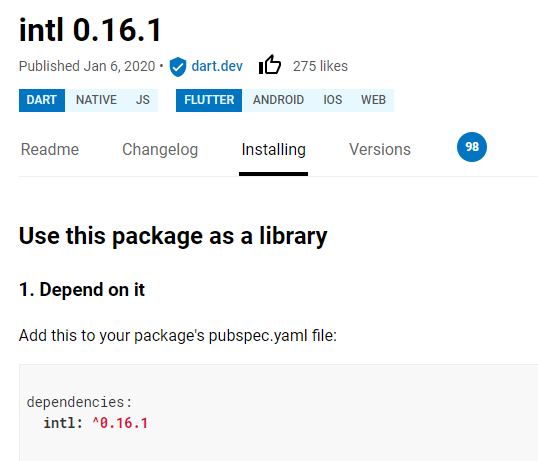 intl 0.16.1
Published Jan 6, 2020 • dart.dev 275 likes
DART NATIVE JS FLUTTER ANDROID IOS WEB
Readme Changelog Installing Versions 98
Use this package as a library
1. Depend on it
Add this to your package's pubspec.yaml file:
dependencies:
  intl: ^0.16.1